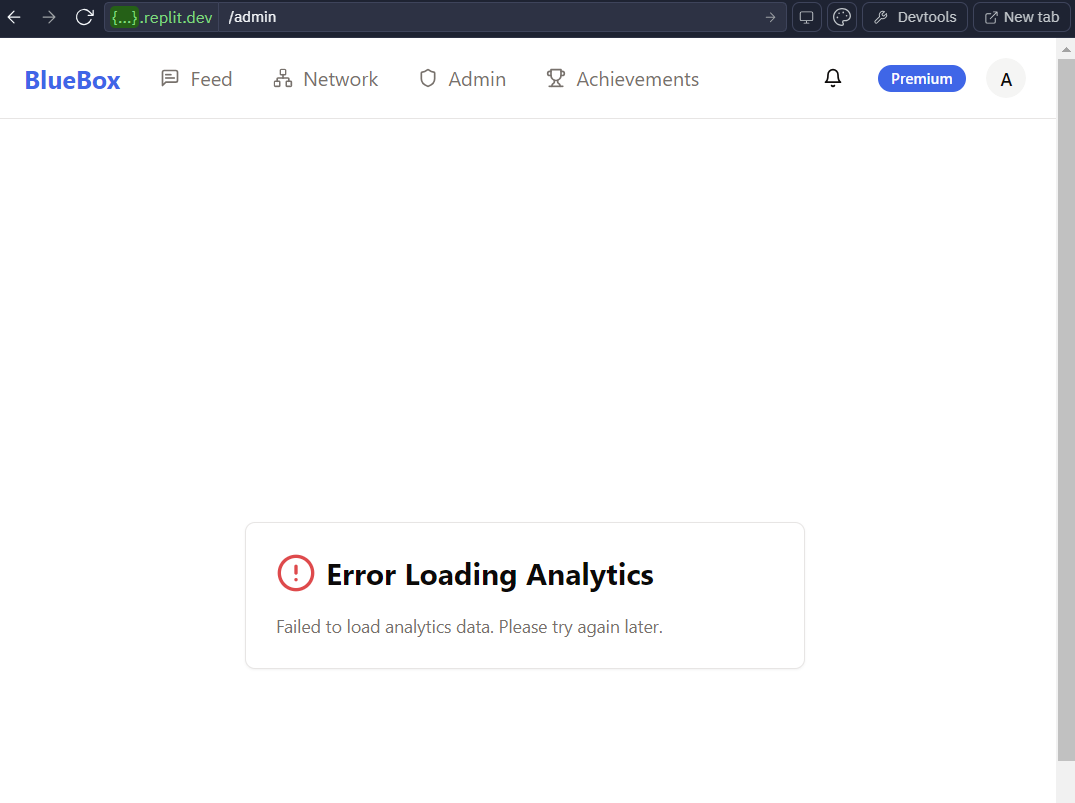 {...}.replit.dev /admin Devtools New tab
BlueBox Feed Network Admin Achievements Premium A
Error Loading Analytics
Failed to load analytics data. Please try again later.